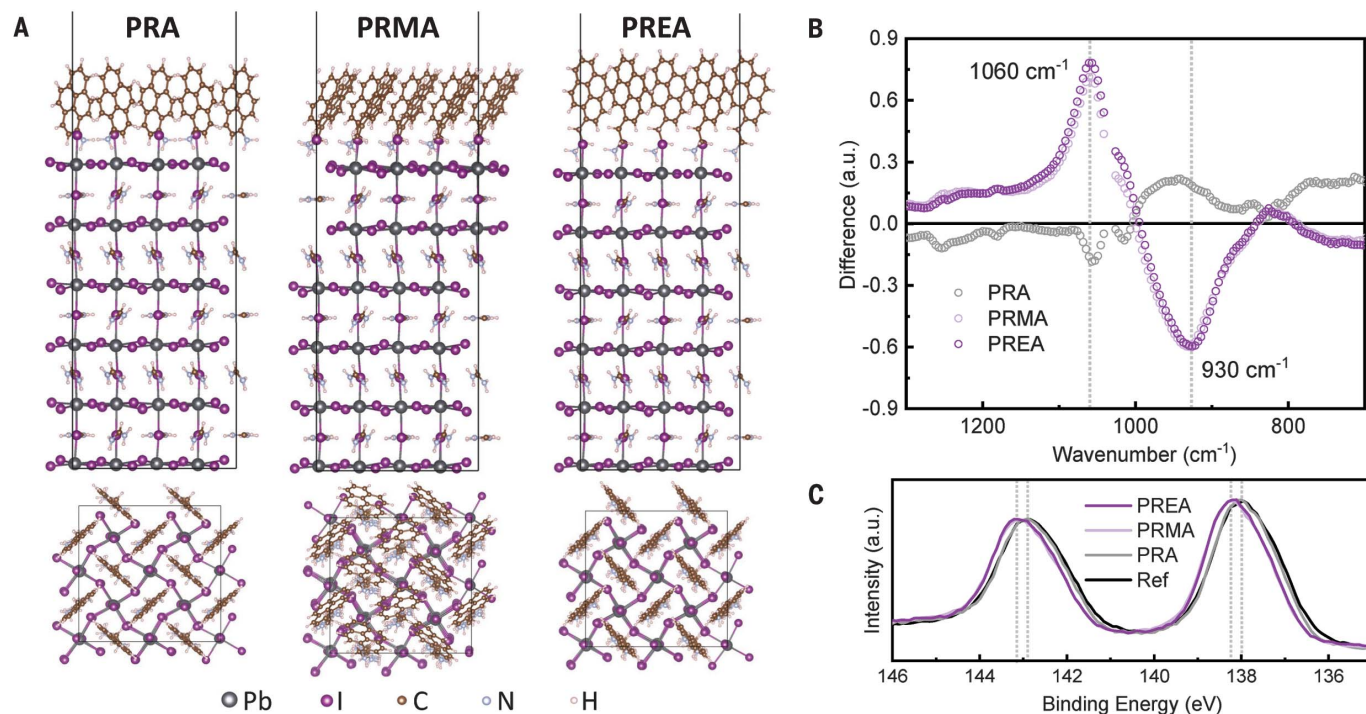 A
PRA
PRMA
PREA
Pb
I
C
N
H
B
0.9
0.6
0.3
0.0
-0.3
-0.6
-0.9
Difference (a.u.)
1060 cm-1
930 cm-1
PRA
PRMA
PREA
1200
1000
800
Wavenumber (cm-1)
C
Intensity (a.u.)
PREA
PRMA
PRA
Ref
146
144
142
140
138
136
Binding Energy (eV)